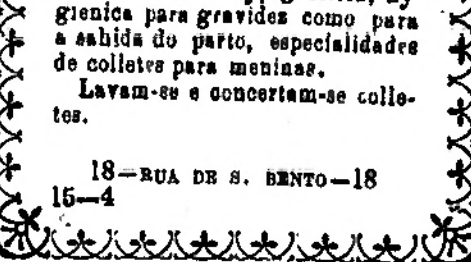 gienica para gravidez como para
a sahida do parto, especialidades
de colletes para meninas.
Lavam-se e concertam-se colle-
tes.
18—RUA DE S. BENTO—18
15—4